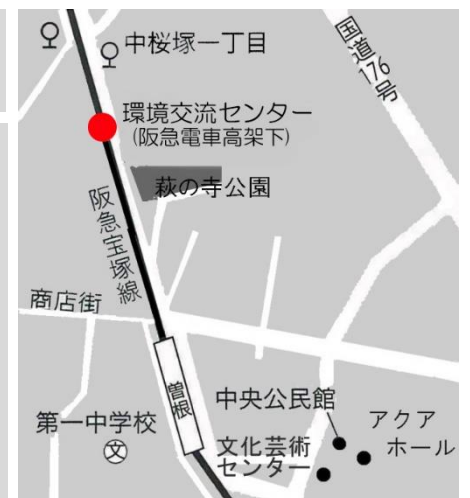 中桜塚一丁目
国道176号
環境交流センター
(阪急電車高架下)
萩の寺公園
阪急宝塚線
商店街
曽根
第一中学校
文
中央公民館
アクア
ホール
文化芸術
センター